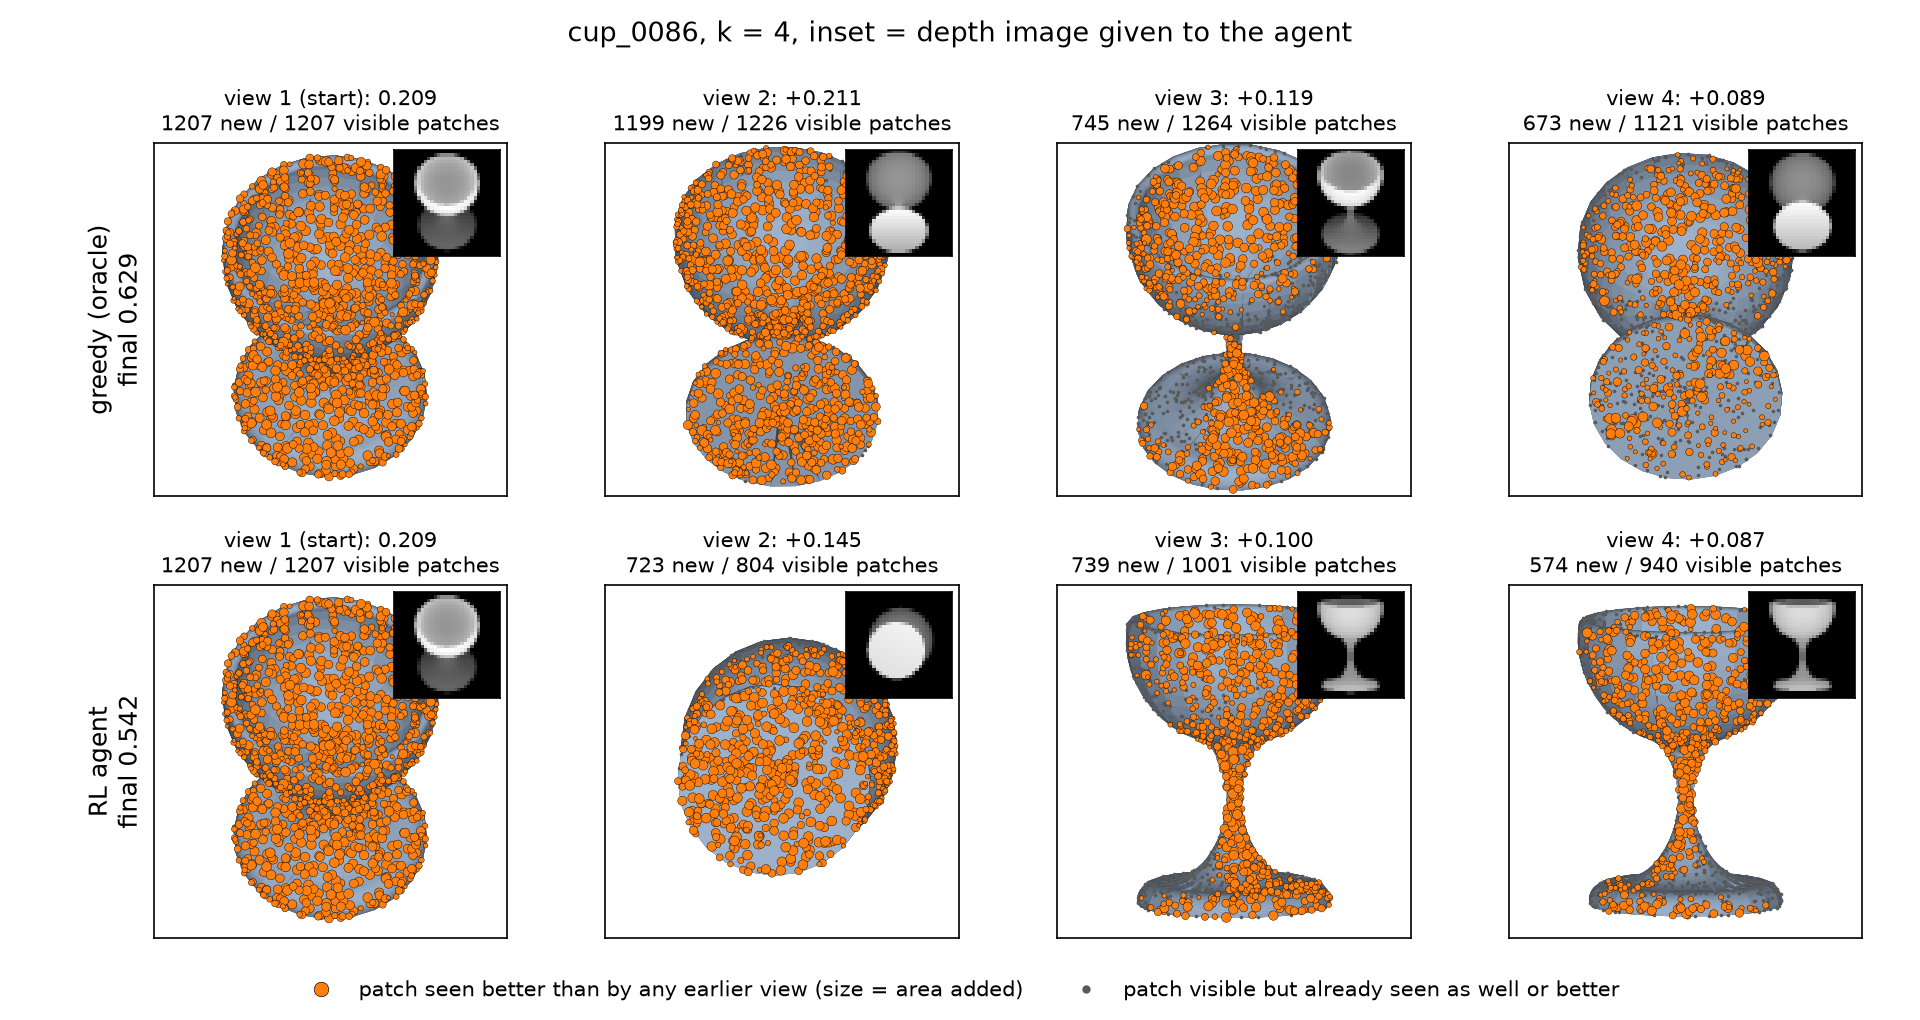 cup_0086, k = 4, inset = depth image given to the agent
greedy (oracle)
final 0.629
view 1 (start): 0.209
1207 new / 1207 visible patches
view 2: +0.211
1199 new / 1226 visible patches
view 3: +0.119
745 new / 1264 visible patches
view 4: +0.089
673 new / 1121 visible patches
RL agent
final 0.542
view 1 (start): 0.209
1207 new / 1207 visible patches
view 2: +0.145
723 new / 804 visible patches
view 3: +0.100
739 new / 1001 visible patches
view 4: +0.087
574 new / 940 visible patches
patch seen better than by any earlier view (size = area added)
patch visible but already seen as well or better